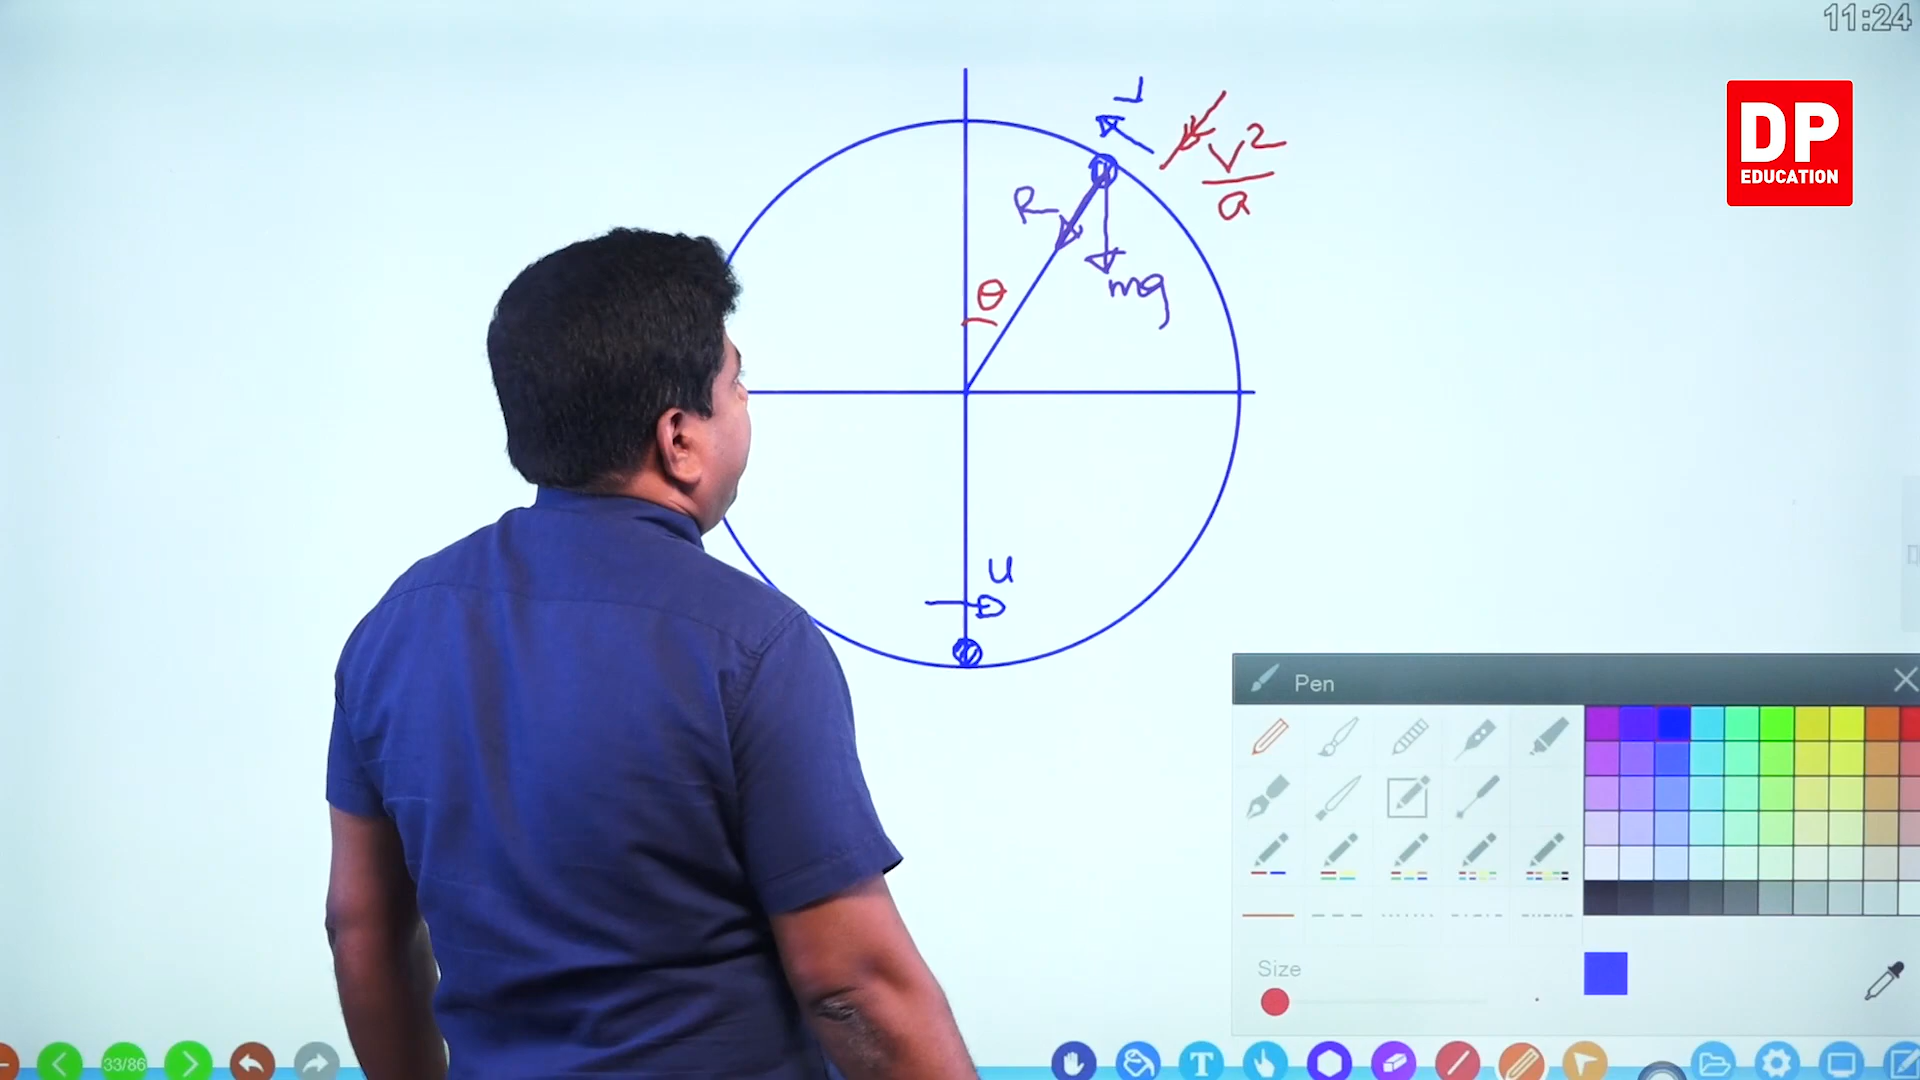 11:24
DP
EDUCATION
V²
a
R
mg
θ
u
Pen
Size
33/86
T